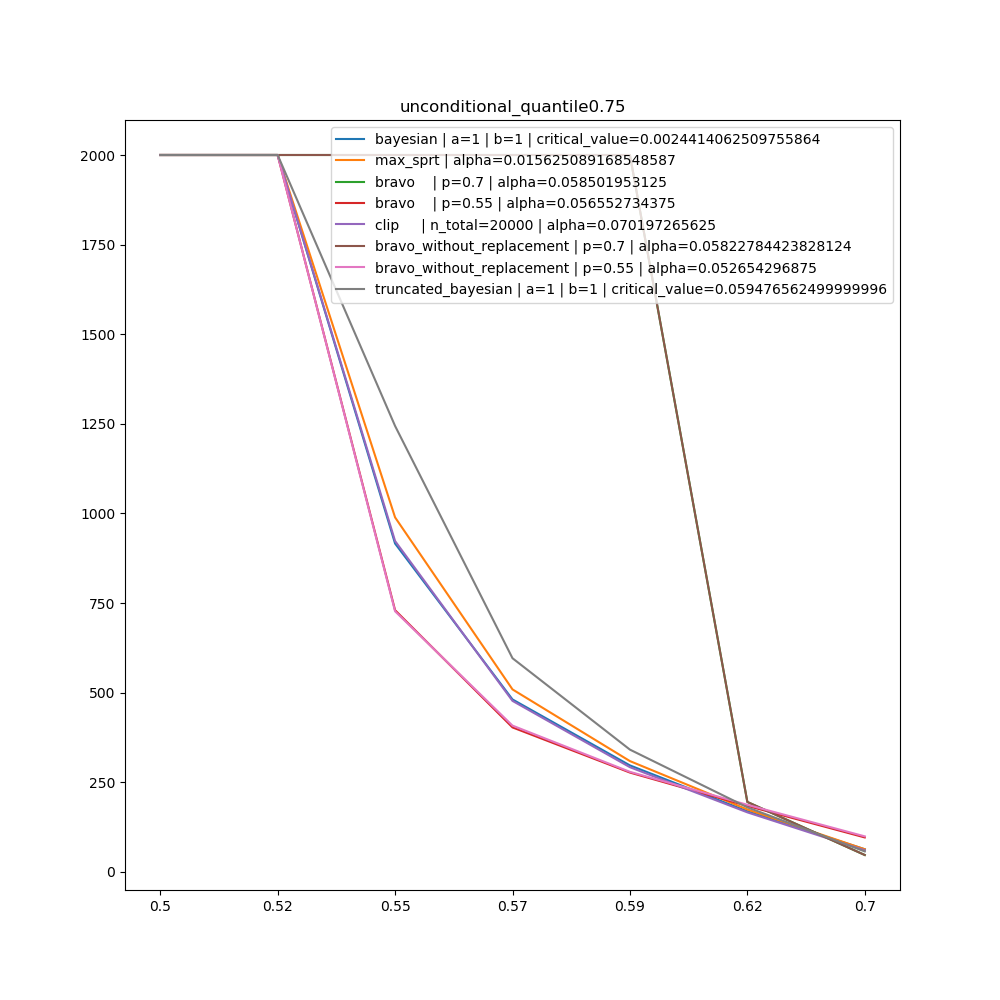 unconditional_quantile0.75
bayesian | a=1 | b=1 | critical_value=0.0024414062509755864
max_sprt | alpha=0.015625089168548587
bravo    | p=0.7 | alpha=0.058501953125
bravo    | p=0.55 | alpha=0.056552734375
clip     | n_total=20000 | alpha=0.070197265625
bravo_without_replacement | p=0.7 | alpha=0.05822784423828124
bravo_without_replacement | p=0.55 | alpha=0.052654296875
truncated_bayesian | a=1 | b=1 | critical_value=0.059476562499999996
2000
1750
1500
1250
1000
750
500
250
0
0.5 0.52 0.55 0.57 0.59 0.62 0.7